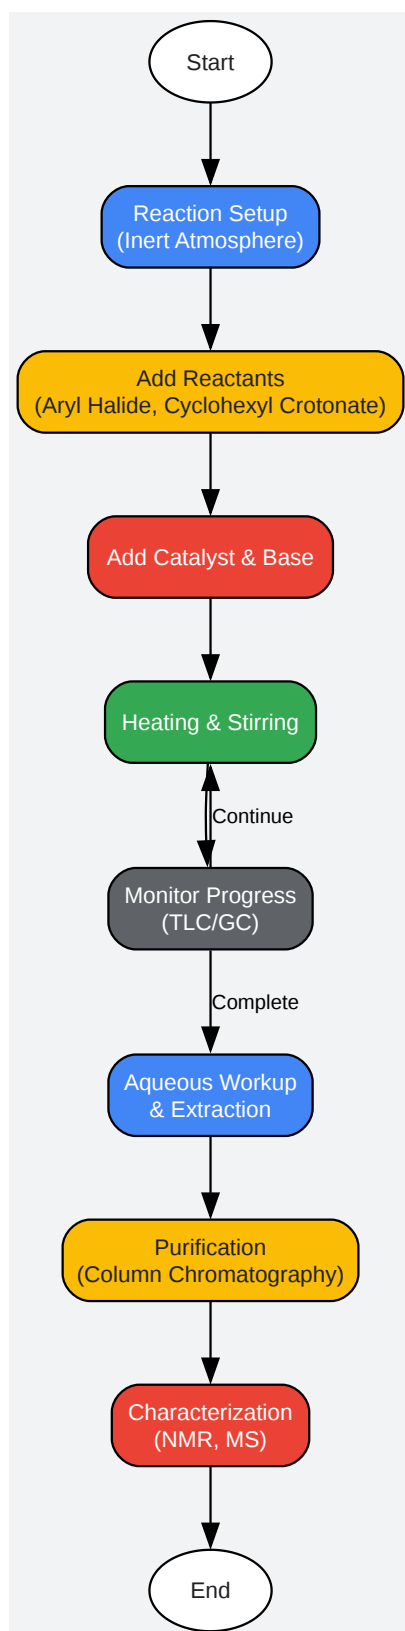 Start
Reaction Setup
(Inert Atmosphere)
Add Reactants
(Aryl Halide, Cyclohexyl Crotonate)
Add Catalyst & Base
Heating & Stirring
Continue
Monitor Progress
(TLC/GC)
Complete
Aqueous Workup
& Extraction
Purification
(Column Chromatography)
Characterization
(NMR, MS)
End